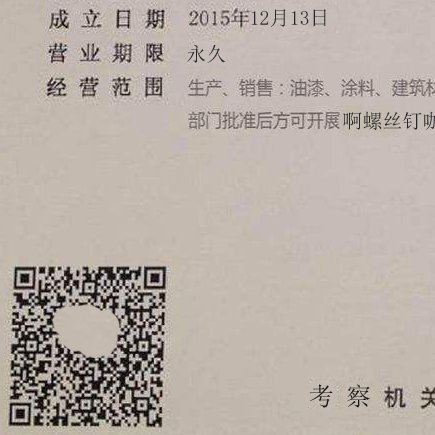 成立日期 2015年12月13日
营业期限 永久
经营范围 生产、销售：油漆、涂料、建筑材
部门批准后方可开展啊螺丝钉咖
考察机关